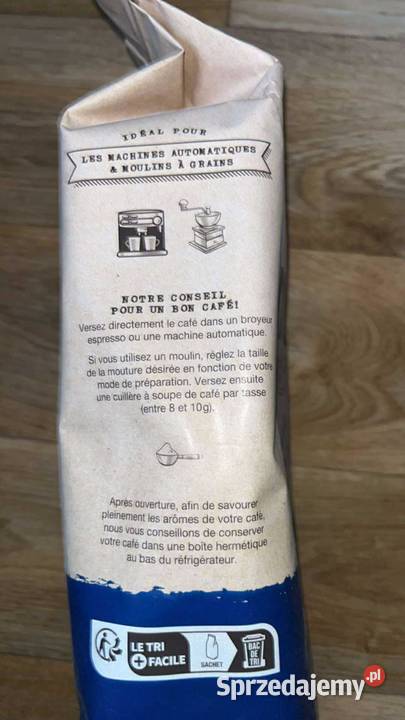 IDÉAL POUR
LES MACHINES AUTOMATIQUES
& MOULINS À GRAINS
NOTRE CONSEIL
POUR UN BON CAFÉ!
Versez directement le café dans un broyeur
espresso ou une machine automatique.
Si vous utilisez un moulin, règlez la taille
de la mouture désirée en fonction de votre
mode de préparation. Versez ensuite
une cuillère à soupe de café par tasse
(entre 8 et 10g).
Après ouverture, afin de savourer
pleinement les arômes de votre café,
nous vous conseillons de conserver
votre café dans une boîte hermétique
au bas du réfrigérateur.
LE TRI
+ FACILE
SACHET
BAC
DE
TRI
Sprzedajemy.pl